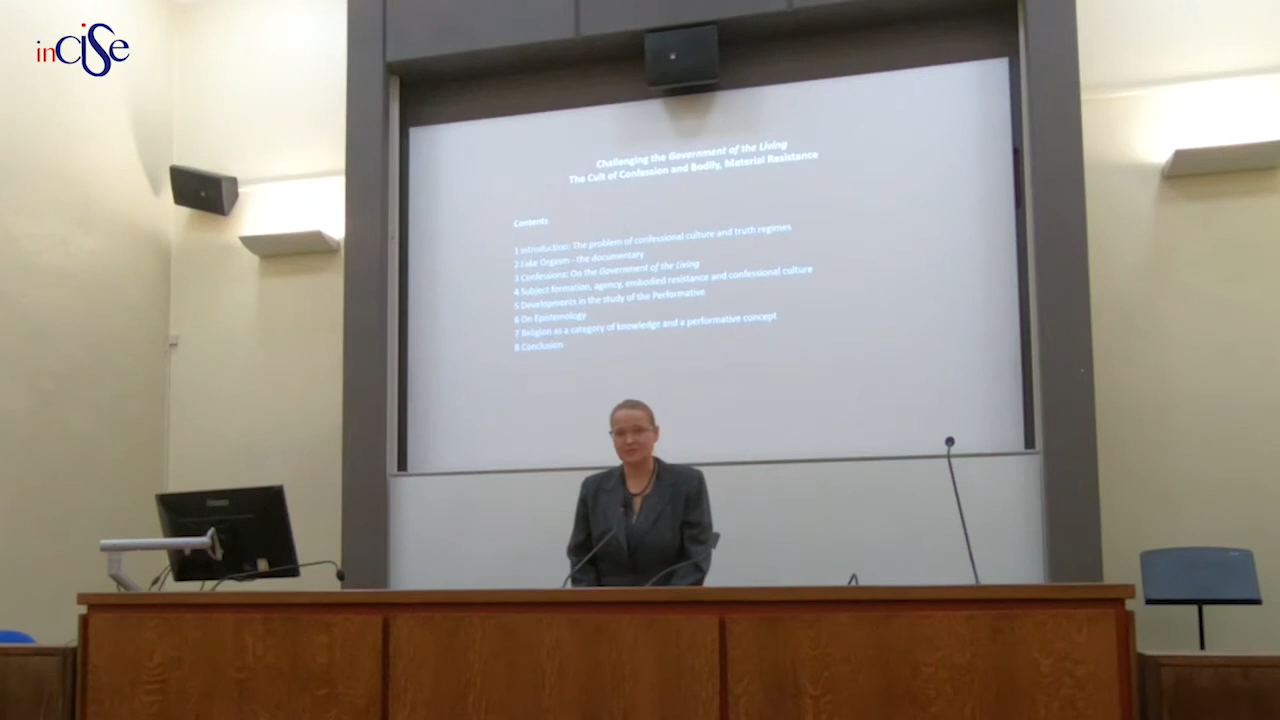 inCISe
Challenging the Government of the Living
The Cult of Confession and Bodily, Material Resistance
Contents
1 Introduction: The problem of confessional culture and truth regimes
2 Fake Orgasm - the documentary
3 Confessions: On the Government of the Living
4 Subject formation, agency, embodied resistance and confessional culture
5 Developments in the study of the Performative
6 On Epistemology
7 Religion as a category of knowledge and a performative concept
8 Conclusion